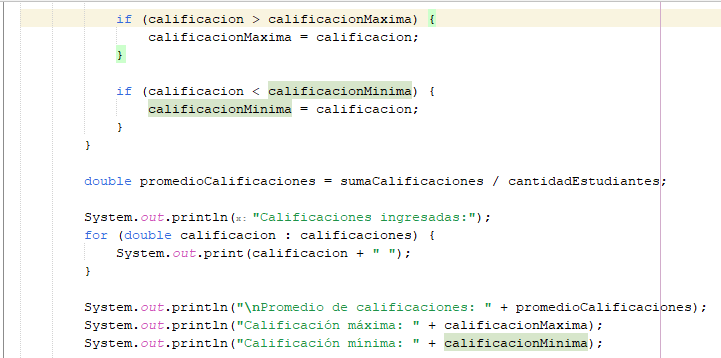 if (calificacion > calificacionMaxima) {
calificacionMaxima = calificacion;
}
if (calificacion < calificacionMinima) {
calificacionMinima = calificacion;
}
}
double promedioCalificaciones = sumaCalificaciones / cantidadEstudiantes;
System.out.println(x: "Calificaciones ingresadas:");
for (double calificacion : calificaciones) {
System.out.print(calificacion + " ");
}
System.out.println("\nPromedio de calificaciones: " + promedioCalificaciones);
System.out.println("Calificación máxima: " + calificacionMaxima);
System.out.println("Calificación mínima: " + calificacionMinima);